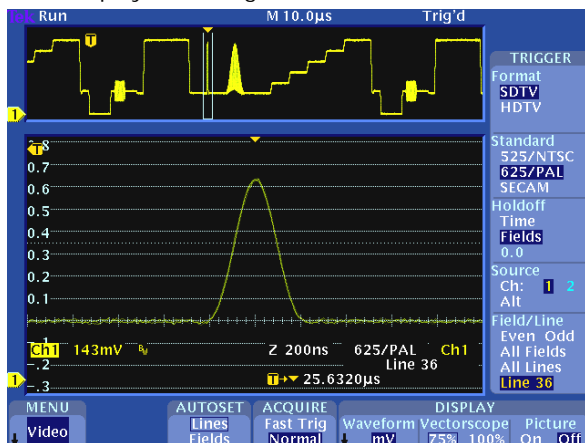 Run M 10.0µs Trig'd
T
1
TRIGGER
Format
SDTV
HDTV
Standard
525/NTSC
625/PAL
SECAM
Holdoff
Time
Fields
0.0
Source
Ch: 1 2
Alt
Field/Line
Even Odd
All Fields
All Lines
Line 36
T
0.7
0.6
0.5
0.4
0.3
0.2
0.1
-.2
-.3
Ch1 143mV Z 200ns 625/PAL Ch1
Line 36
T 25.6320µs
1
MENU AUTOSET ACQUIRE DISPLAY
Video Lines Fast Trig Waveform Vectorscope Picture
Fields Normal mV 75% 100% On Off